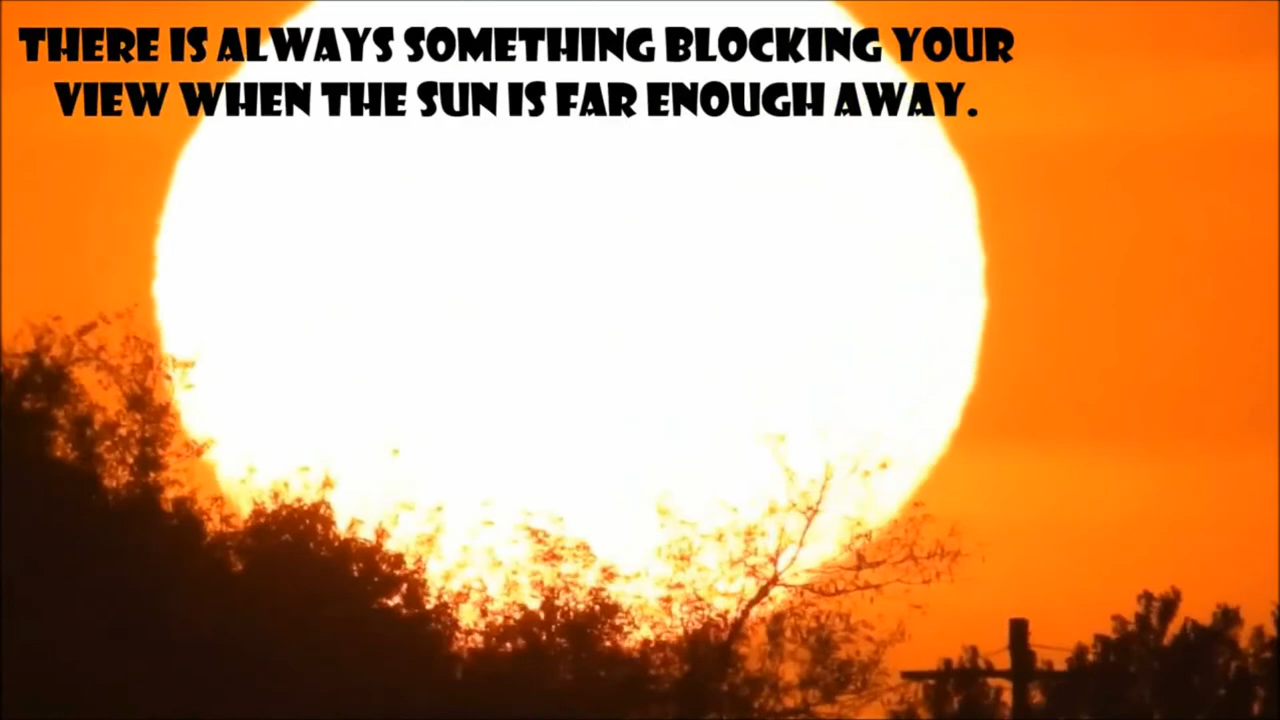 THERE IS ALWAYS SOMETHING BLOCKING YOUR
VIEW WHEN THE SUN IS FAR ENOUGH AWAY.